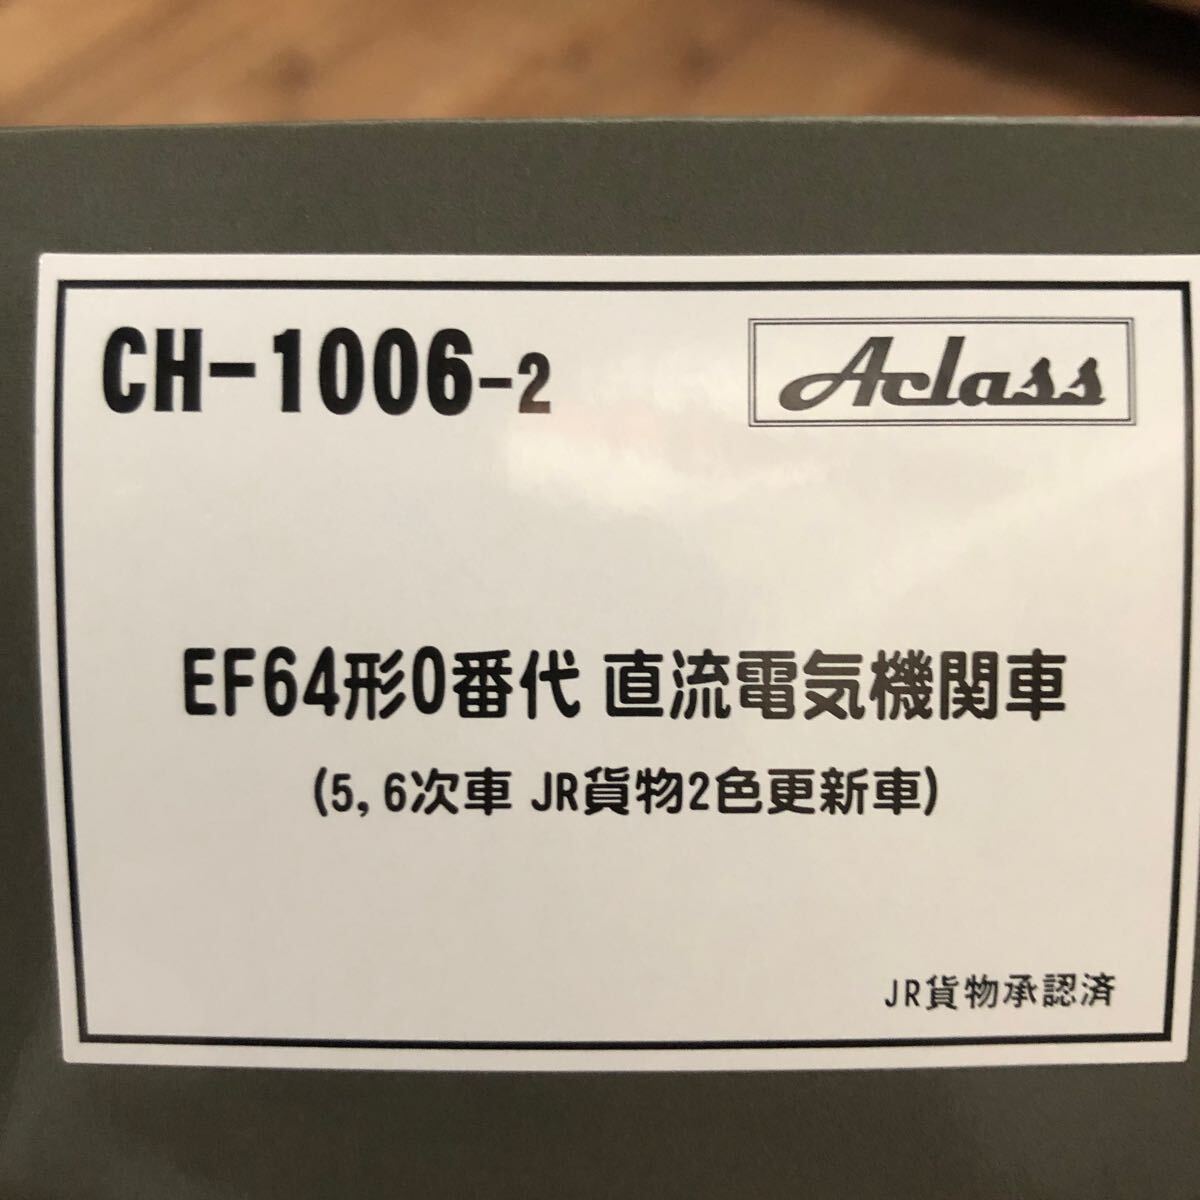 CH-1006-2
Aclass
EF64形0番代 直流電気機関車
(5,6次車 JR貨物2色更新車)
JR貨物承認済